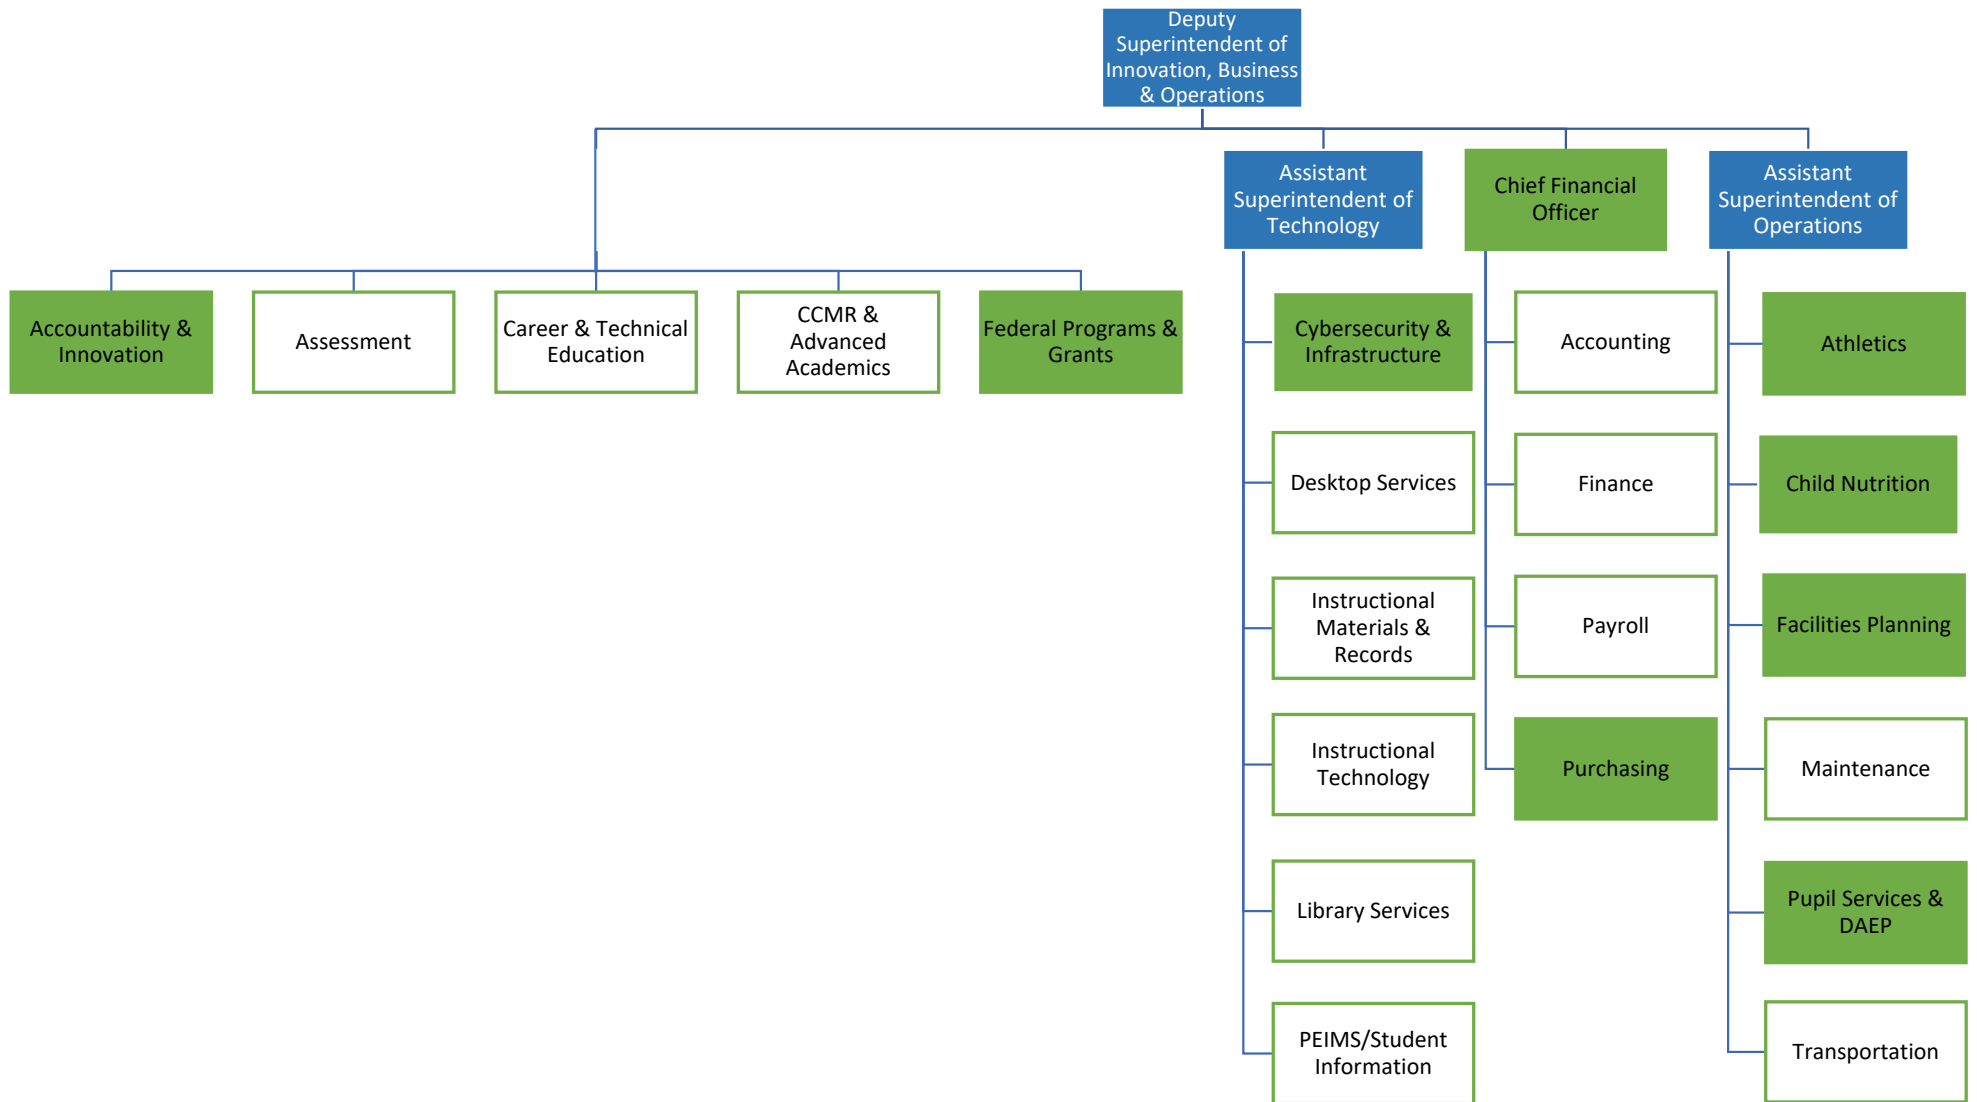 Deputy
Superintendent of
Innovation, Business
& Operations
Assistant
Superintendent of
Technology
Chief Financial
Officer
Assistant
Superintendent of
Operations
Accountability &
Innovation
Assessment
Career & Technical
Education
CCMR &
Advanced
Academics
Federal Programs &
Grants
Cybersecurity &
Infrastructure
Accounting
Athletics
Desktop Services
Finance
Child Nutrition
Instructional
Materials &
Records
Payroll
Facilities Planning
Instructional
Technology
Purchasing
Maintenance
Library Services
Pupil Services &
DAEP
PEIMS/Student
Information
Transportation